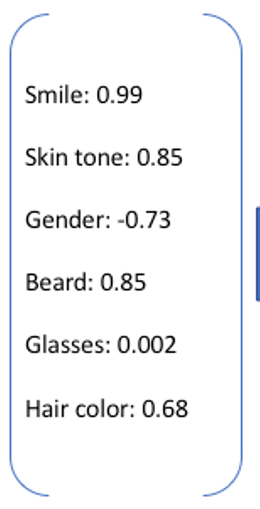 Smile: 0.99
Skin tone: 0.85
Gender: -0.73
Beard: 0.85
Glasses: 0.002
Hair color: 0.68